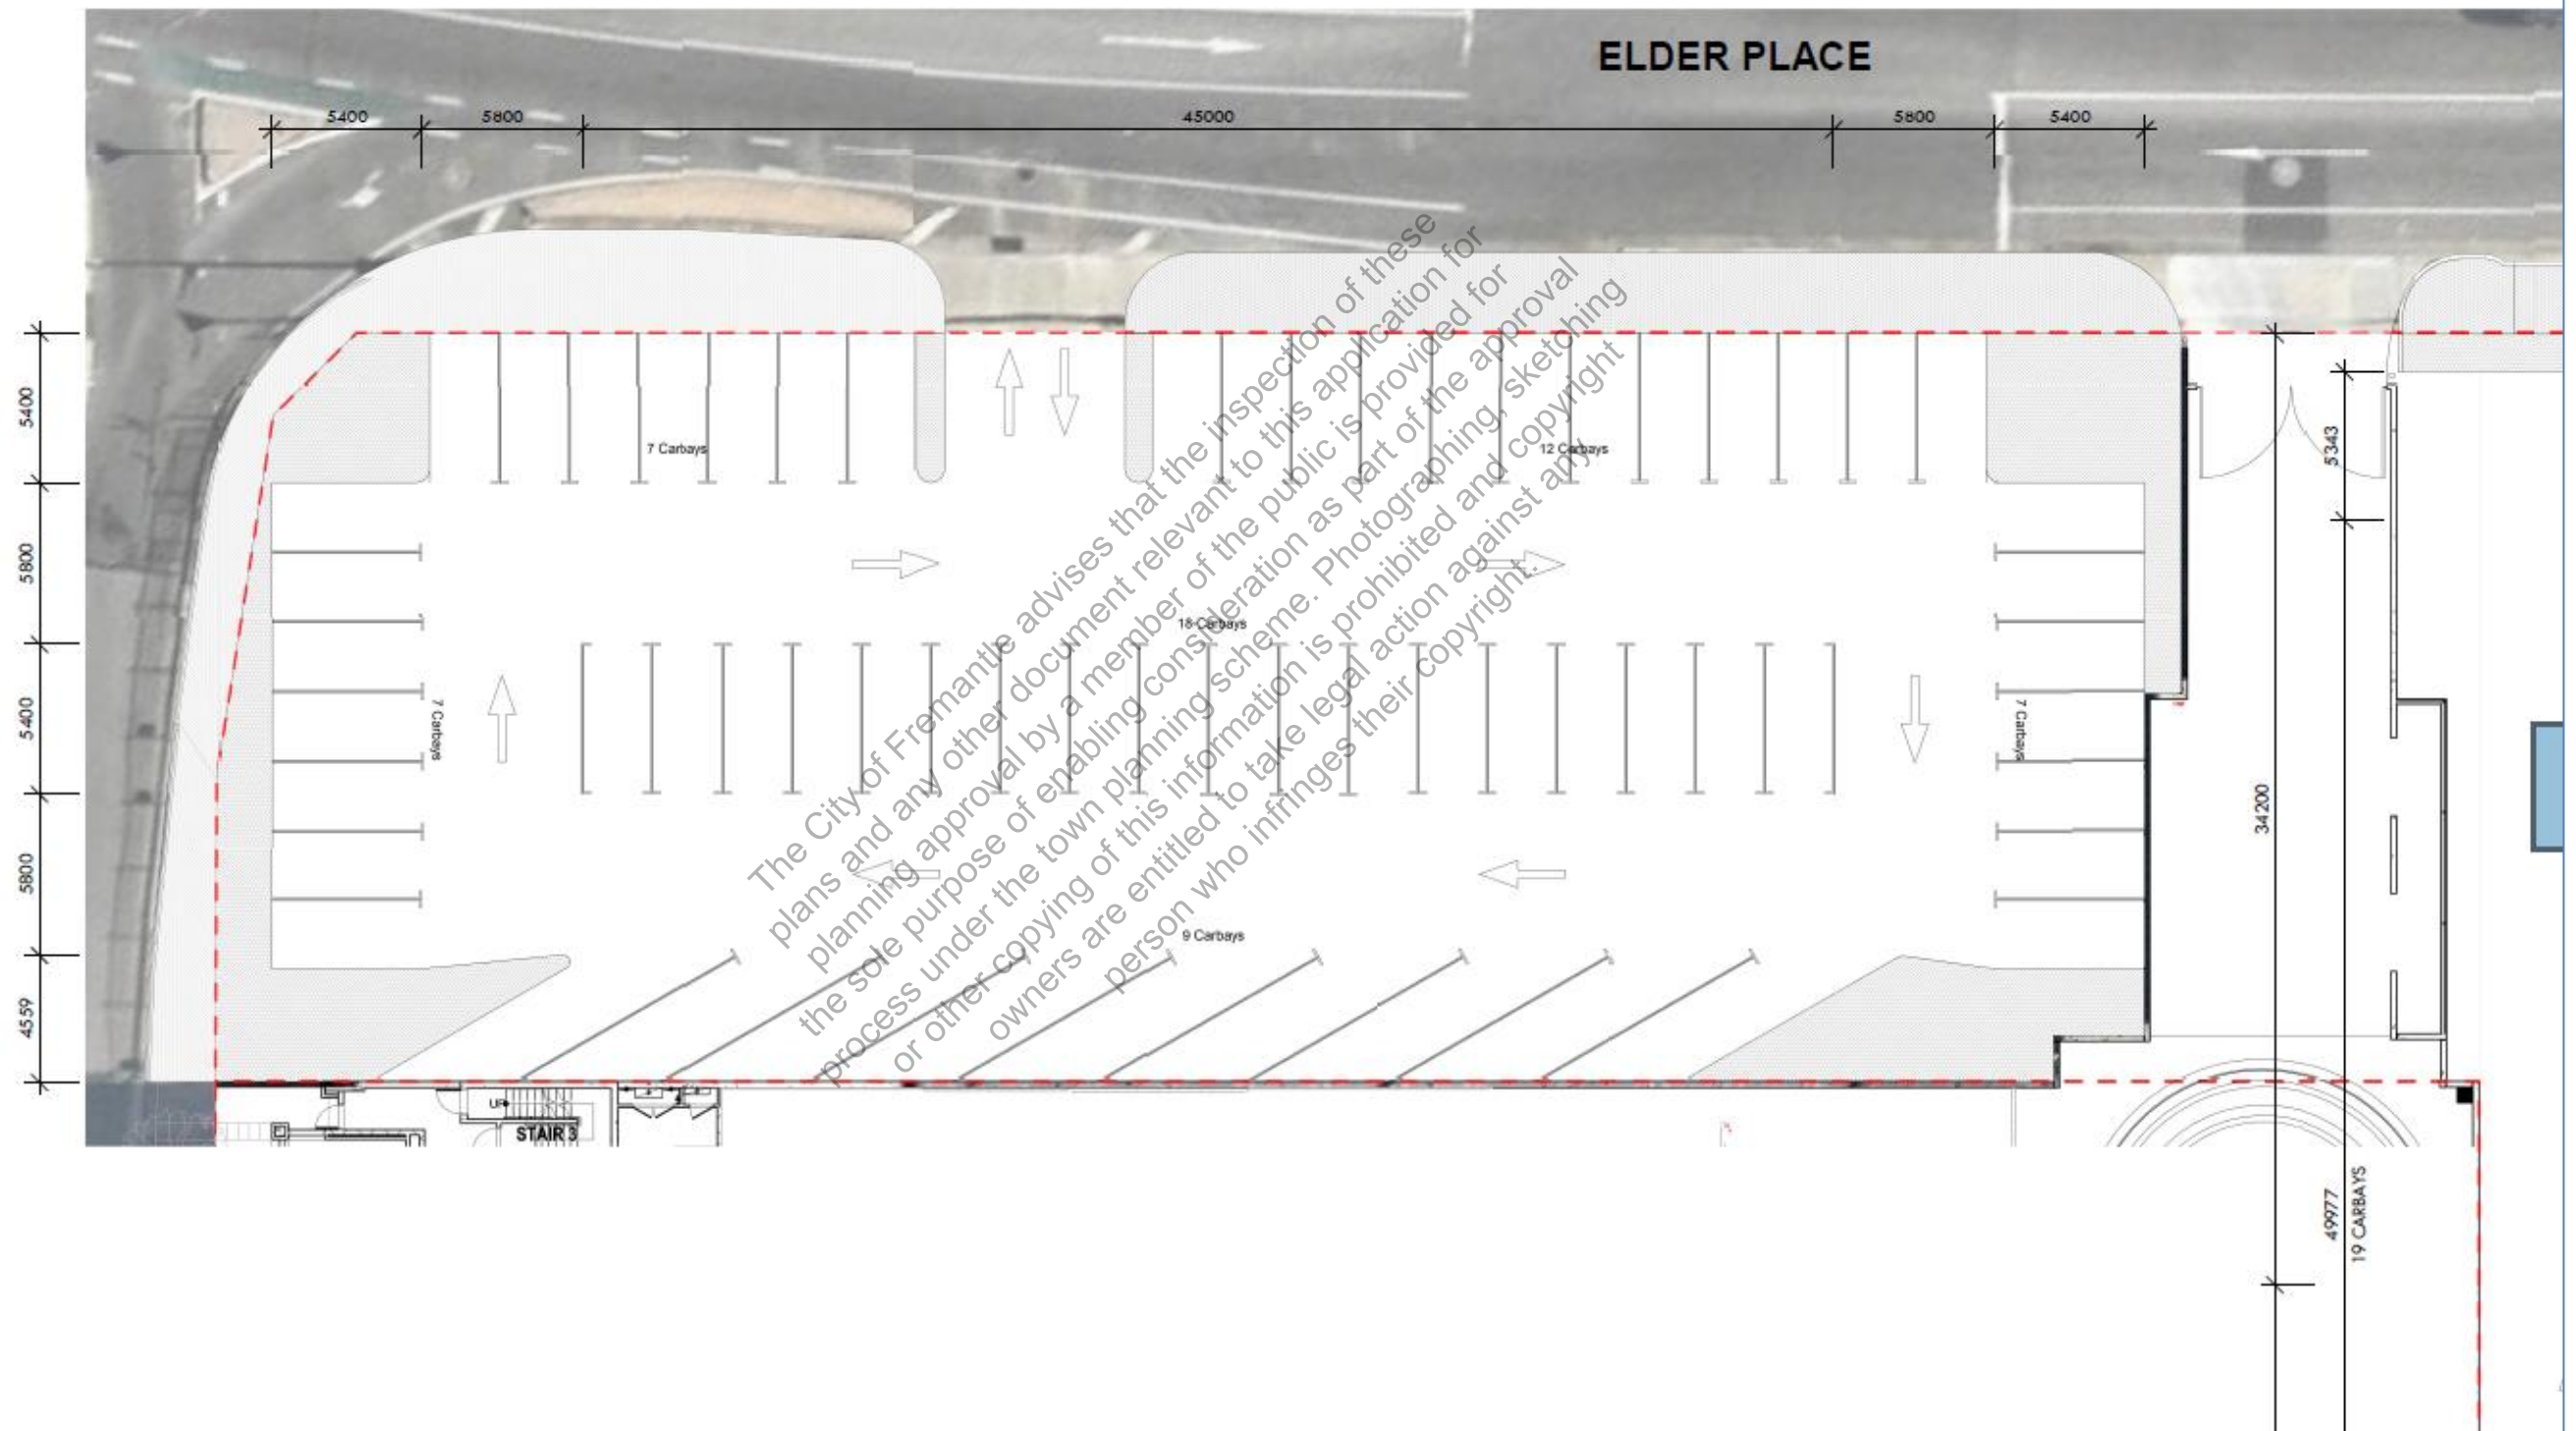 ELDER PLACE
5400
5800
45000
5800
5400
5400
5800
5400
5800
4559
7 Carbays
12 Carbays
18 Carbays
7 Carbays
7 Carbays
9 Carbays
5343
34200
49977
19 CARBAYS
UP
STAIR 3
The City of Fremantle advises that the inspection of these
plans and any other document relevant to this application for
planning approval by a member of the public is provided for
the sole purpose of enabling consideration as part of the approval
process under the town planning scheme. Photographing, sketching
or other copying of this information is prohibited and copyright
owners are entitled to take legal action against any
person who infringes their copyright.